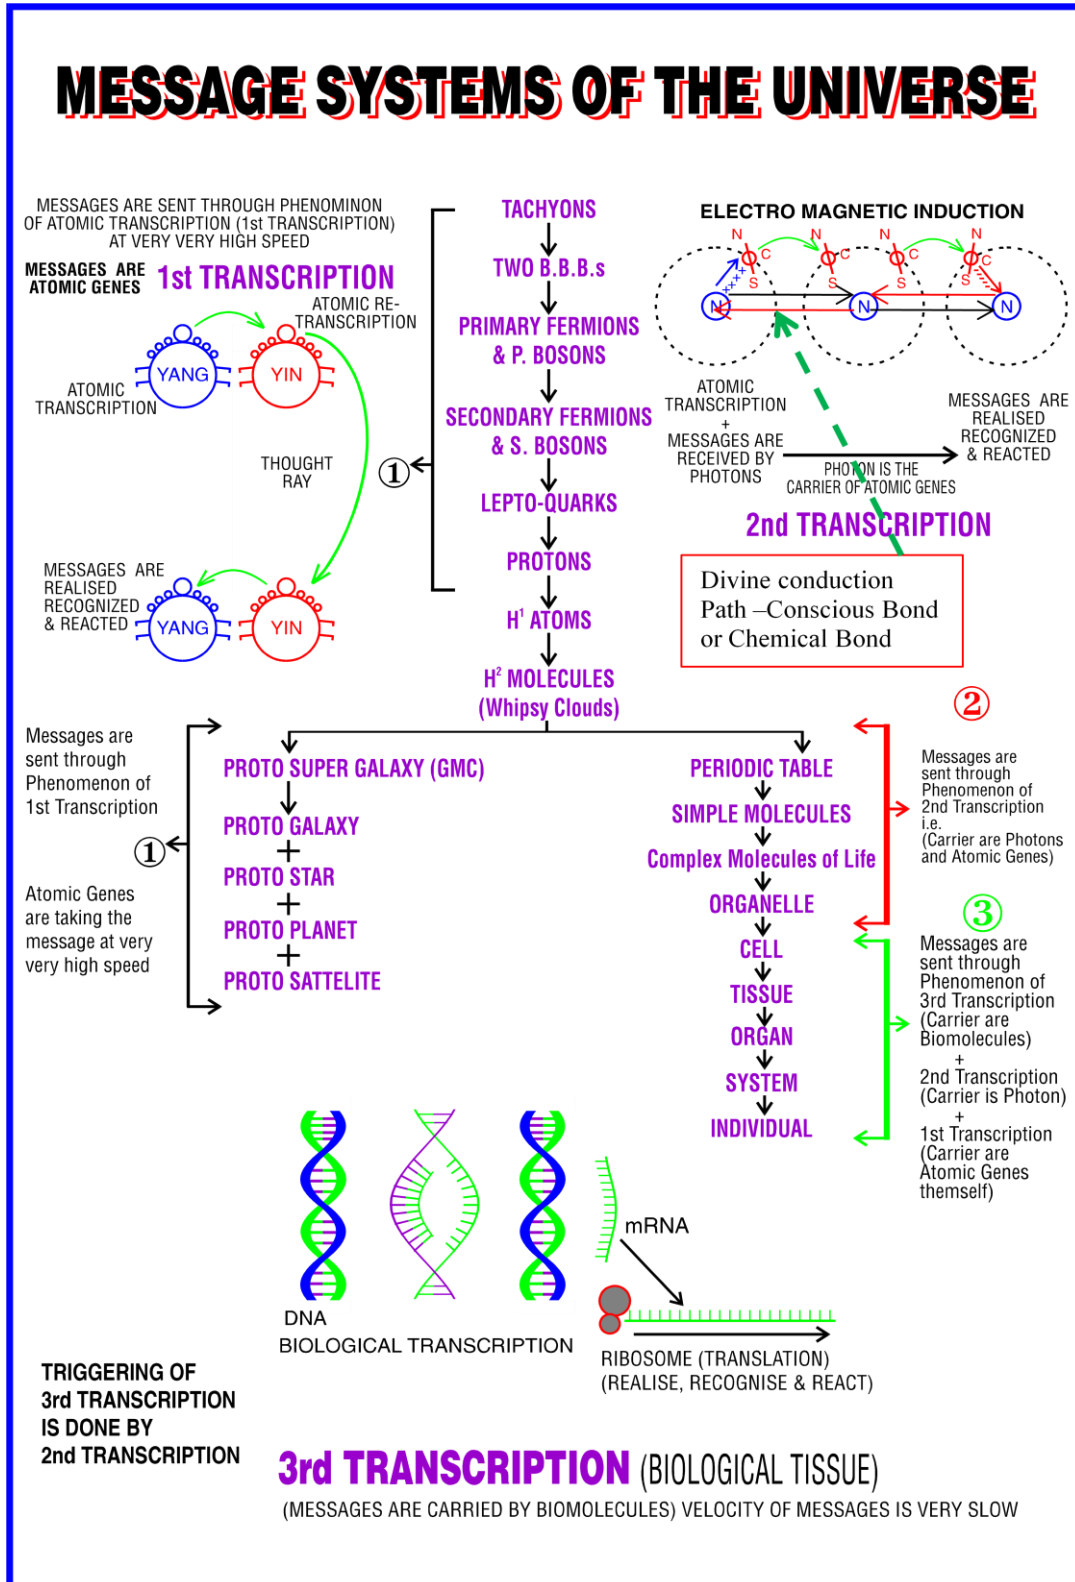 MESSAGE SYSTEMS OF THE UNIVERSE
MESSAGES ARE SENT THROUGH PHENOMINON
OF ATOMIC TRANSCRIPTION (1st TRANSCRIPTION)
AT VERY VERY HIGH SPEED
MESSAGES ARE
ATOMIC GENES
1st TRANSCRIPTION
ATOMIC RE-
TRANSCRIPTION
YANG
YIN
ATOMIC
TRANSCRIPTION
THOUGHT
RAY
MESSAGES ARE
REALISED
RECOGNIZED
& REACTED
YANG
YIN
1
TACHYONS
TWO B.B.B.s
PRIMARY FERMIONS
& P. BOSONS
SECONDARY FERMIONS
& S. BOSONS
LEPTO-QUARKS
PROTONS
H¹ ATOMS
H² MOLECULES
(Whipsy Clouds)
ELECTRO MAGNETIC INDUCTION
N
C
S
N
C
S
N
C
S
N
C
S
++++
N
N
N
ATOMIC
TRANSCRIPTION
+
MESSAGES ARE
RECEIVED BY
PHOTONS
PHOTON IS THE
CARRIER OF ATOMIC GENES
MESSAGES ARE
REALISED
RECOGNIZED
& REACTED
2nd TRANSCRIPTION
Divine conduction
Path –Conscious Bond
or Chemical Bond
Messages are
sent through
Phenomenon of
1st Transcription
1
Atomic Genes
are taking the
message at very
very high speed
PROTO SUPER GALAXY (GMC)
PROTO GALAXY
+
PROTO STAR
+
PROTO PLANET
+
PROTO SATTELITE
PERIODIC TABLE
SIMPLE MOLECULES
Complex Molecules of Life
ORGANELLE
CELL
TISSUE
ORGAN
SYSTEM
INDIVIDUAL
2
Messages are
sent through
Phenomenon of
2nd Transcription
i.e.
(Carrier are Photons
and Atomic Genes)
3
Messages are
sent through
Phenomenon of
3rd Transcription
(Carrier are
Biomolecules)
+
2nd Transcription
(Carrier is Photon)
+
1st Transcription
(Carrier are
Atomic Genes
themself)
mRNA
DNA
BIOLOGICAL TRANSCRIPTION
RIBOSOME (TRANSLATION)
(REALISE, RECOGNISE & REACT)
TRIGGERING OF
3rd TRANSCRIPTION
IS DONE BY
2nd TRANSCRIPTION
3rd TRANSCRIPTION (BIOLOGICAL TISSUE)
(MESSAGES ARE CARRIED BY BIOMOLECULES) VELOCITY OF MESSAGES IS VERY SLOW